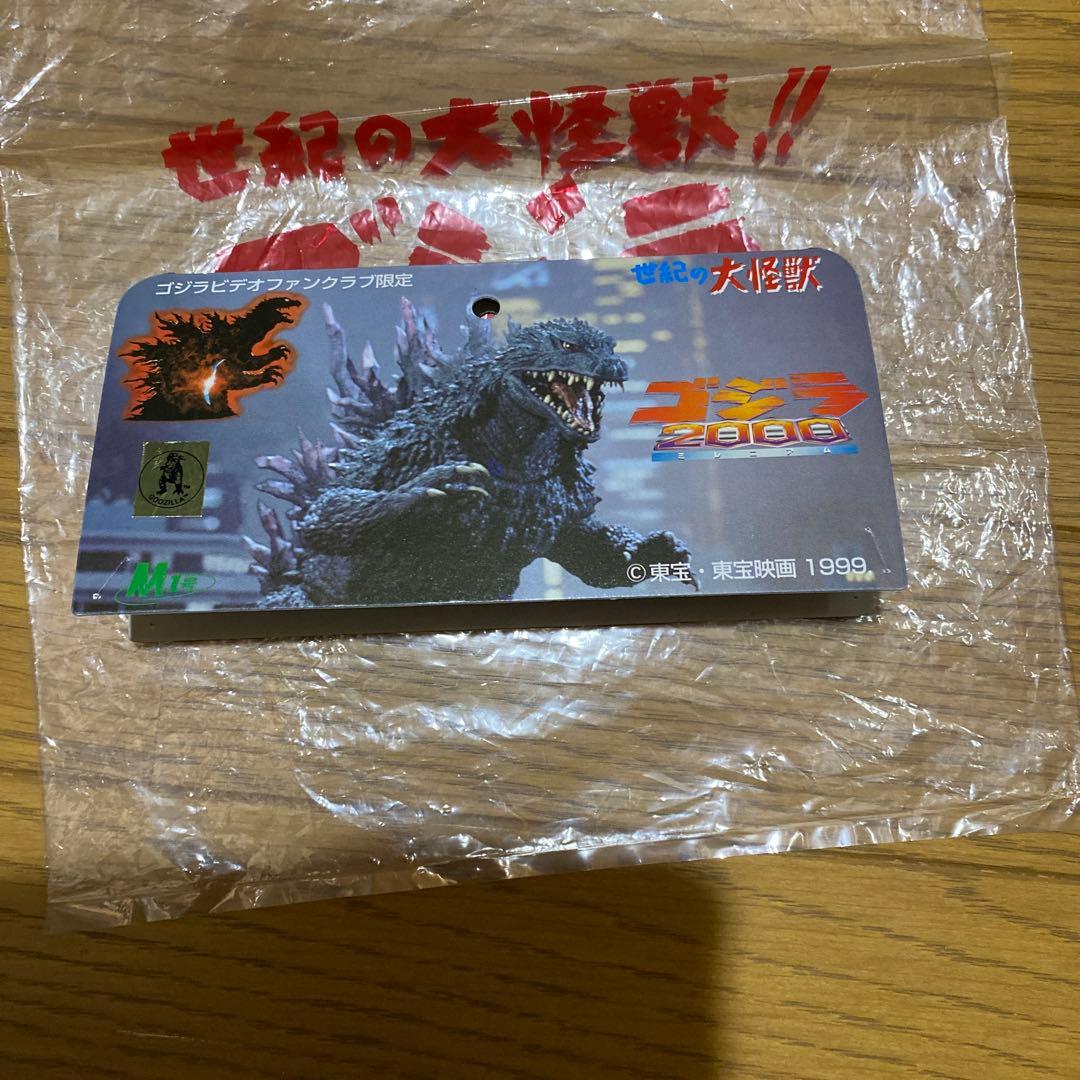 世紀の大怪獣!!
ゴジラ
ゴジラビデオファンクラブ限定
世紀の大怪獣
ゴジラ
2000
ミレニアム
GODZILLA™
M1号
©東宝・東宝映画 1999